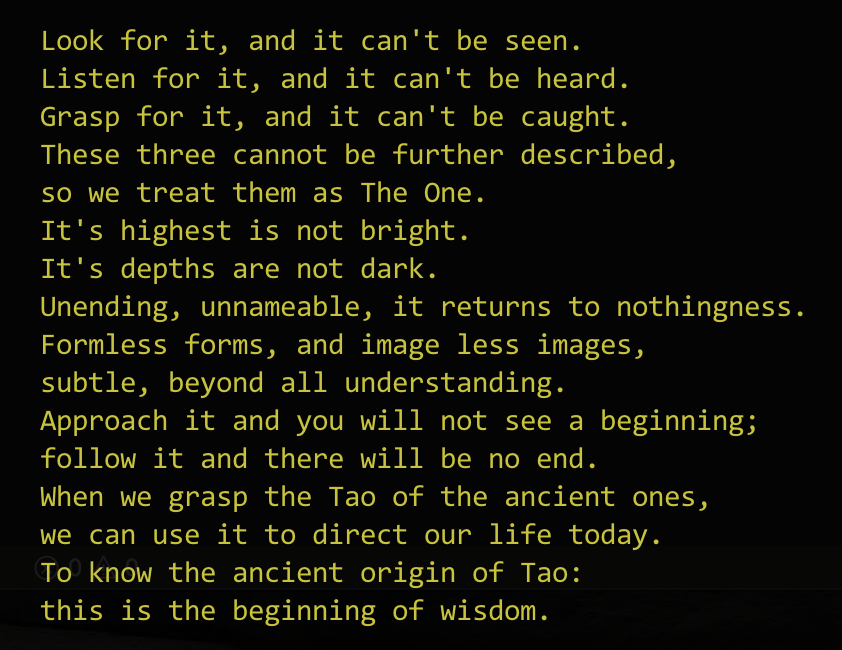 Look for it, and it can't be seen.
Listen for it, and it can't be heard.
Grasp for it, and it can't be caught.
These three cannot be further described,
so we treat them as The One.
It's highest is not bright.
It's depths are not dark.
Unending, unnameable, it returns to nothingness.
Formless forms, and image less images,
subtle, beyond all understanding.
Approach it and you will not see a beginning;
follow it and there will be no end.
When we grasp the Tao of the ancient ones,
we can use it to direct our life today.
To know the ancient origin of Tao:
this is the beginning of wisdom.